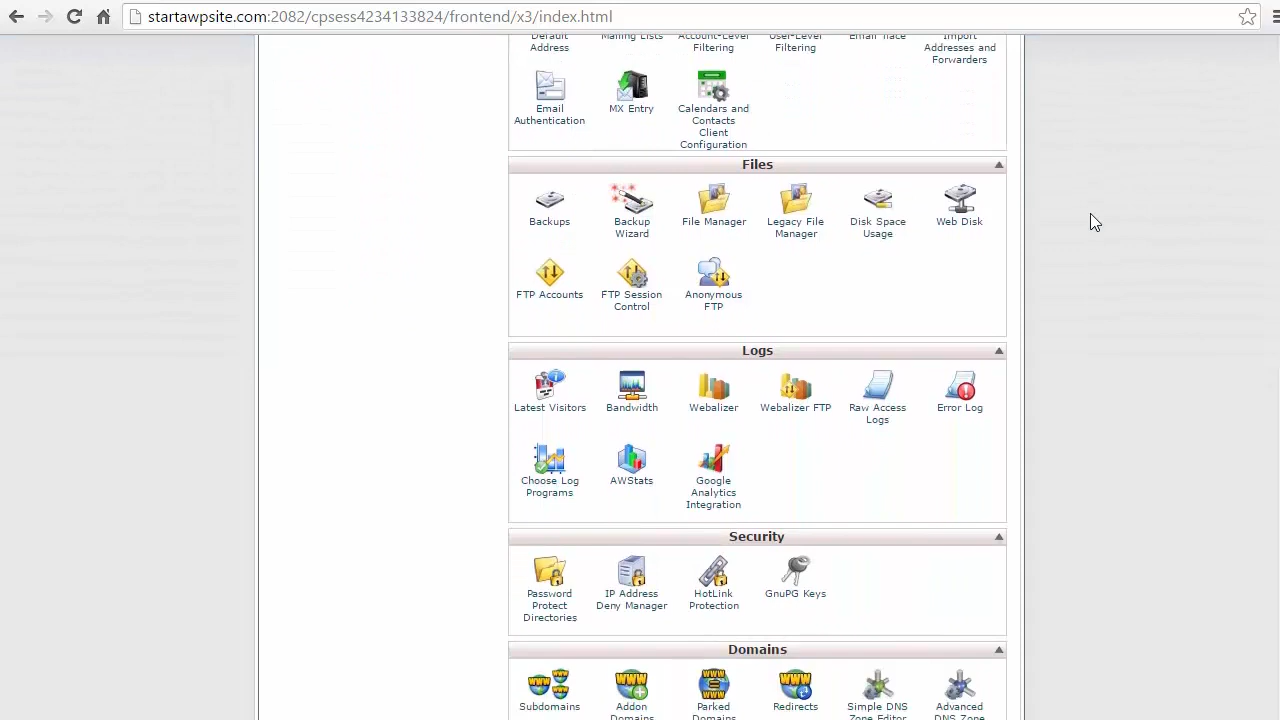 startawpsite.com:2082/cpsess4234133824/frontend/x3/index.html
Default
Address
Mailing Lists
Account-Level
Filtering
User-Level
Filtering
Email Trace
Import
Addresses and
Forwarders
Email
Authentication
MX Entry
Calendars and
Contacts
Client
Configuration
Files
Backups
Backup
Wizard
File Manager
Legacy File
Manager
Disk Space
Usage
Web Disk
FTP Accounts
FTP Session
Control
Anonymous
FTP
Logs
Latest Visitors
Bandwidth
Webalizer
Webalizer FTP
Raw Access
Logs
Error Log
Choose Log
Programs
AWStats
Google
Analytics
Integration
Security
Password
Protect
Directories
IP Address
Deny Manager
HotLink
Protection
GnuPG Keys
Domains
Subdomains
Addon
Domains
Parked
Domains
Redirects
Simple DNS
Zone Editor
Advanced
DNS Zone